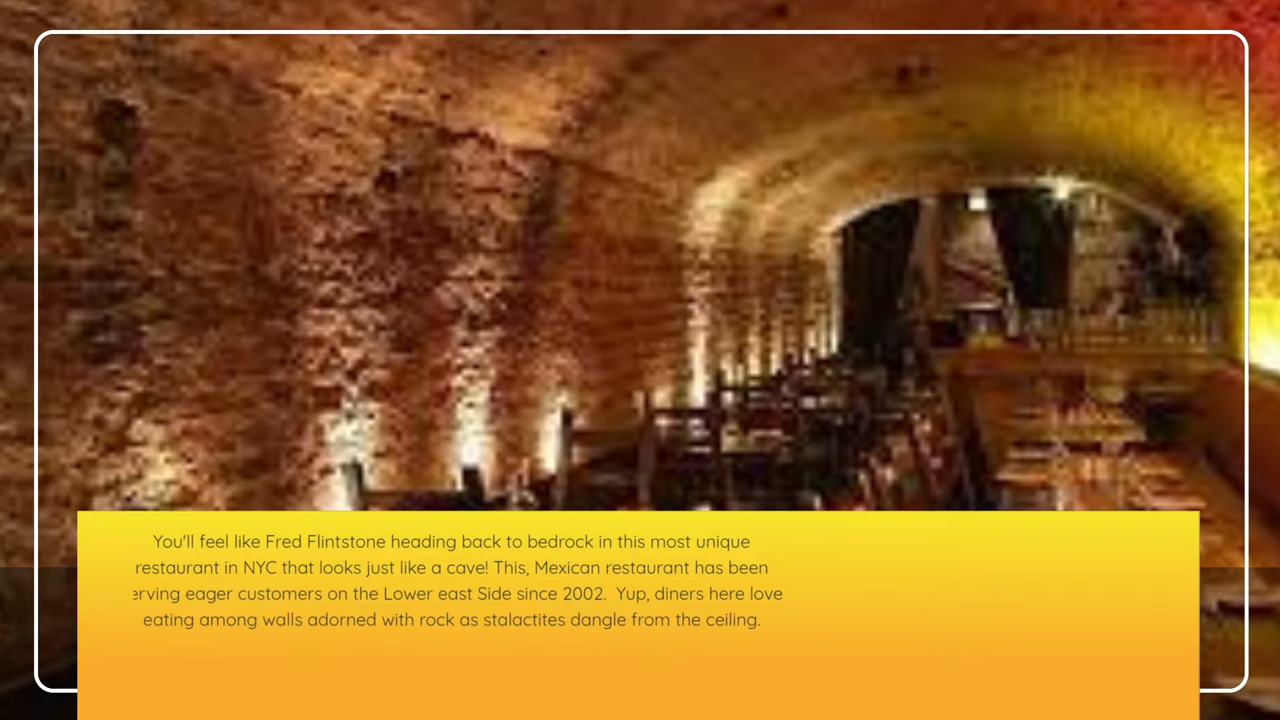 You'll feel like Fred Flintstone heading back to bedrock in this most unique
restaurant in NYC that looks just like a cave! This, Mexican restaurant has been
erving eager customers on the Lower east Side since 2002.  Yup, diners here love
eating among walls adorned with rock as stalactites dangle from the ceiling.